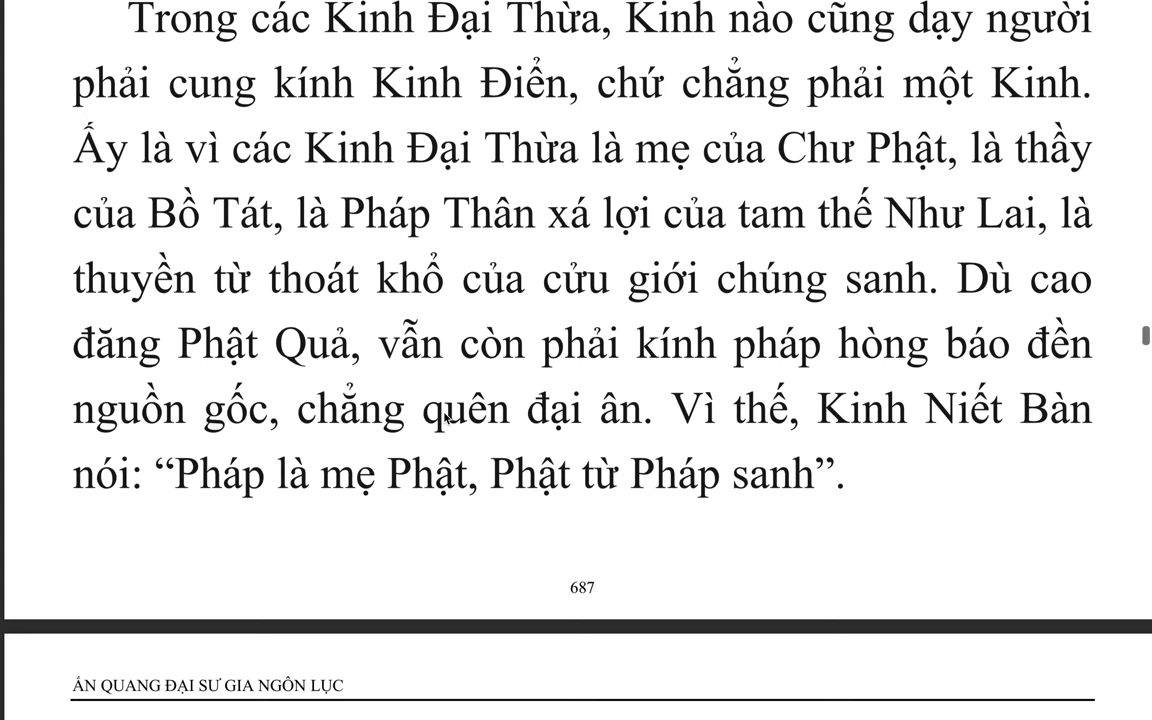 Trong các Kinh Đại Thừa, Kinh nào cũng dạy người
phải cung kính Kinh Điển, chứ chẳng phải một Kinh.
Ấy là vì các Kinh Đại Thừa là mẹ của Chư Phật, là thầy
của Bồ Tát, là Pháp Thân xá lợi của tam thế Như Lai, là
thuyền từ thoát khổ của cửu giới chúng sanh. Dù cao
đăng Phật Quả, vẫn còn phải kính pháp hòng báo đền
nguồn gốc, chẳng quên đại ân. Vì thế, Kinh Niết Bàn
nói: “Pháp là mẹ Phật, Phật từ Pháp sanh”.
687
ẤN QUANG ĐẠI SƯ GIA NGÔN LỤC